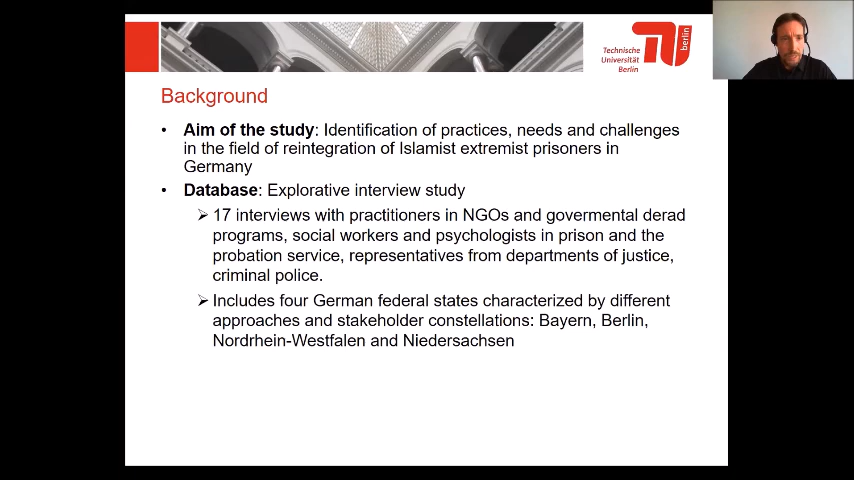 Technische
Universität
Berlin
berlin
Background
• Aim of the study: Identification of practices, needs and challenges
in the field of reintegration of Islamist extremist prisoners in
Germany
• Database: Explorative interview study
➢ 17 interviews with practitioners in NGOs and govermental derad
programs, social workers and psychologists in prison and the
probation service, representatives from departments of justice,
criminal police.
➢ Includes four German federal states characterized by different
approaches and stakeholder constellations: Bayern, Berlin,
Nordrhein-Westfalen and Niedersachsen